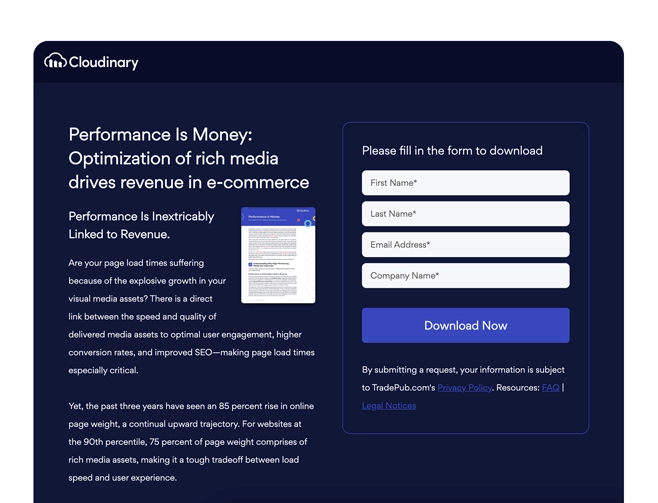 Cloudinary
Performance Is Money:
Optimization of rich media
drives revenue in e-commerce
Performance Is Inextricably
Linked to Revenue.
Are your page load times suffering
because of the explosive growth in your
visual media assets? There is a direct
link between the speed and quality of
delivered media assets to optimal user engagement, higher
conversion rates, and improved SEO—making page load times
especially critical.
Yet, the past three years have seen an 85 percent rise in online
page weight, a continual upward trajectory. For websites at
the 90th percentile, 75 percent of page weight comprises of
rich media assets, making it a tough tradeoff between load
speed and user experience.
Performance Is Money
Please fill in the form to download
First Name*
Last Name*
Email Address*
Company Name*
Download Now
By submitting a request, your information is subject
to TradePub.com's Privacy Policy. Resources: FAQ |
Legal Notices